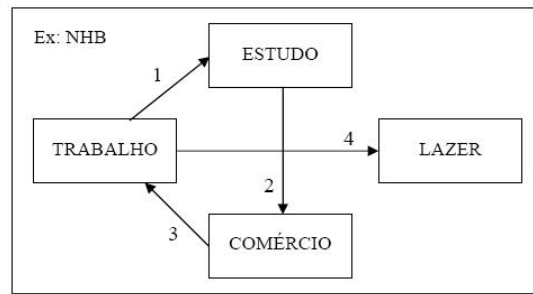 Ex: NHB
ESTUDO
1
TRABALHO
4
LAZER
2
3
COMÉRCIO